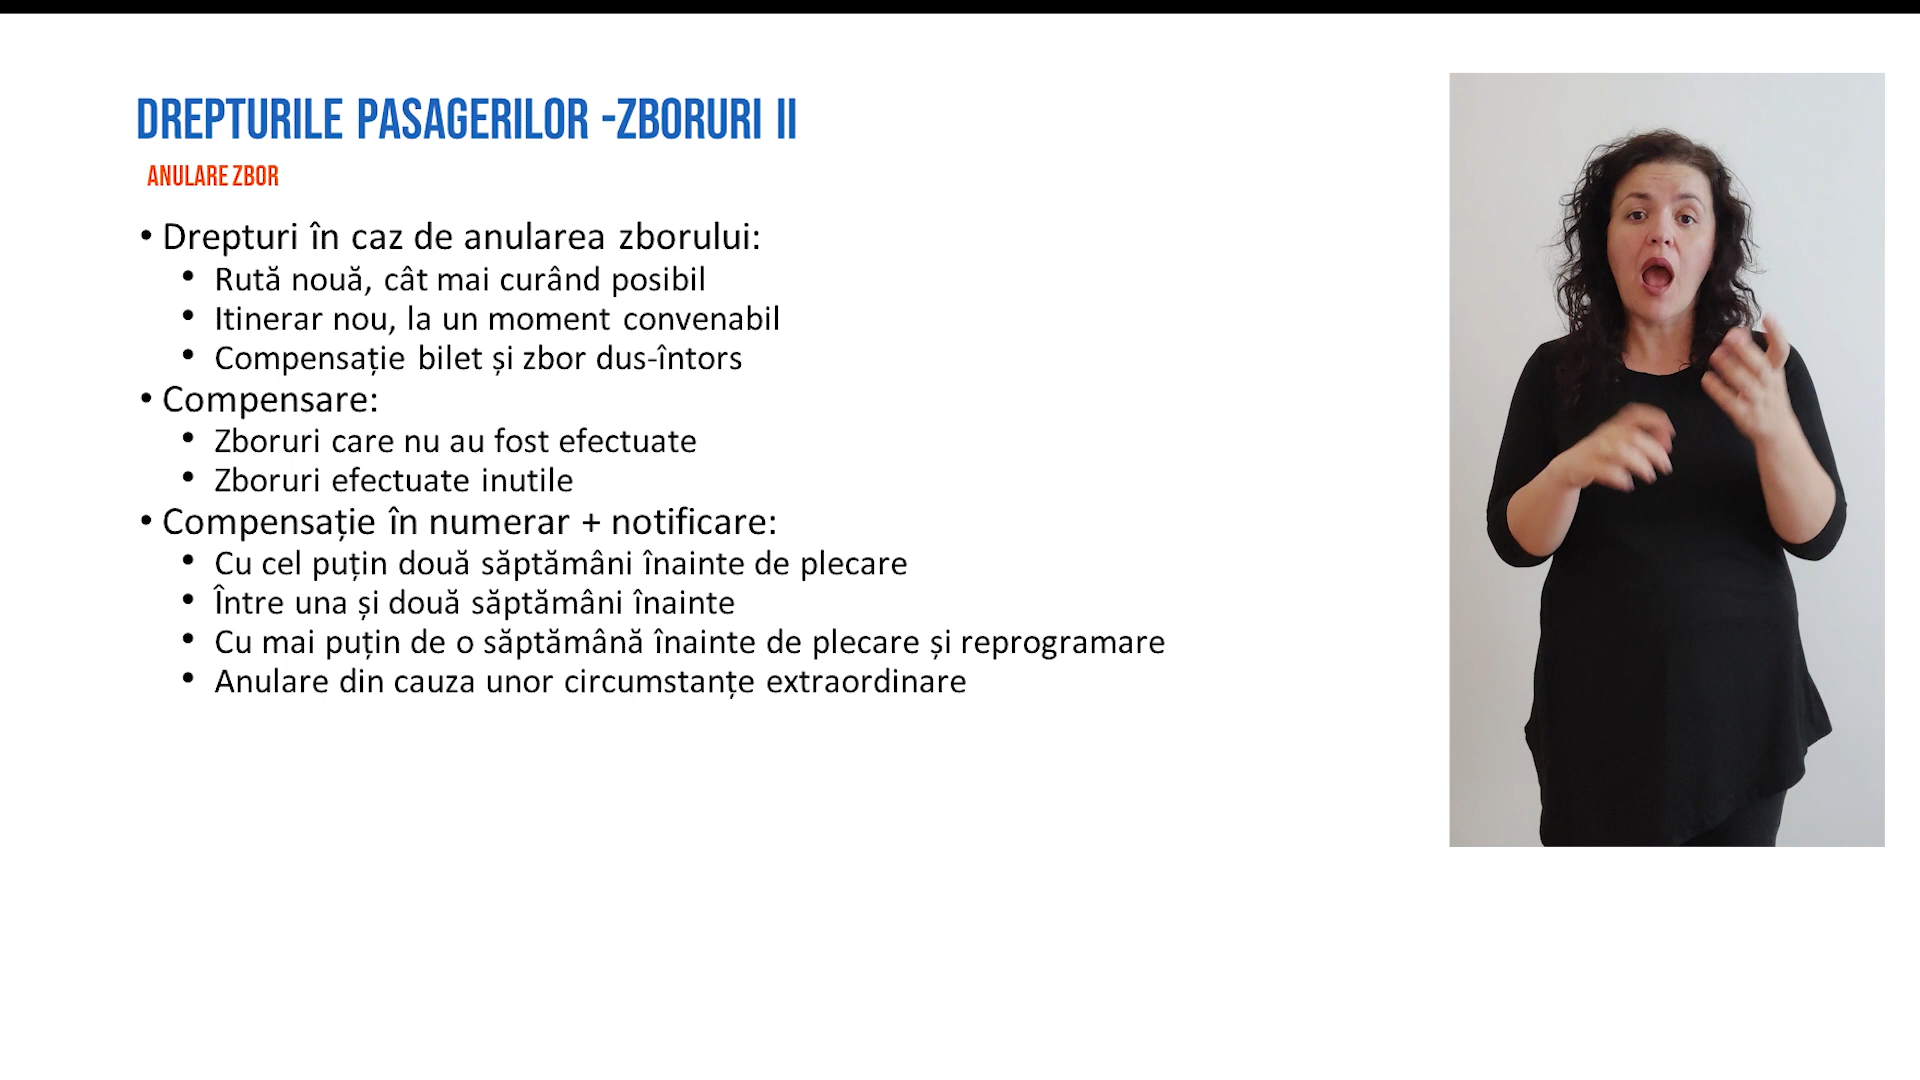 DREPTURILE PASAGERILOR -ZBORURI II
ANULARE ZBOR
• Drepturi în caz de anularea zborului:
• Rută nouă, cât mai curând posibil
• Itinerar nou, la un moment convenabil
• Compensație bilet și zbor dus-întors
• Compensare:
• Zboruri care nu au fost efectuate
• Zboruri efectuate inutile
• Compensație în numerar + notificare:
• Cu cel puțin două săptămâni înainte de plecare
• Între una și două săptămâni înainte
• Cu mai puțin de o săptămână înainte de plecare și reprogramare
• Anulare din cauza unor circumstanțe extraordinare